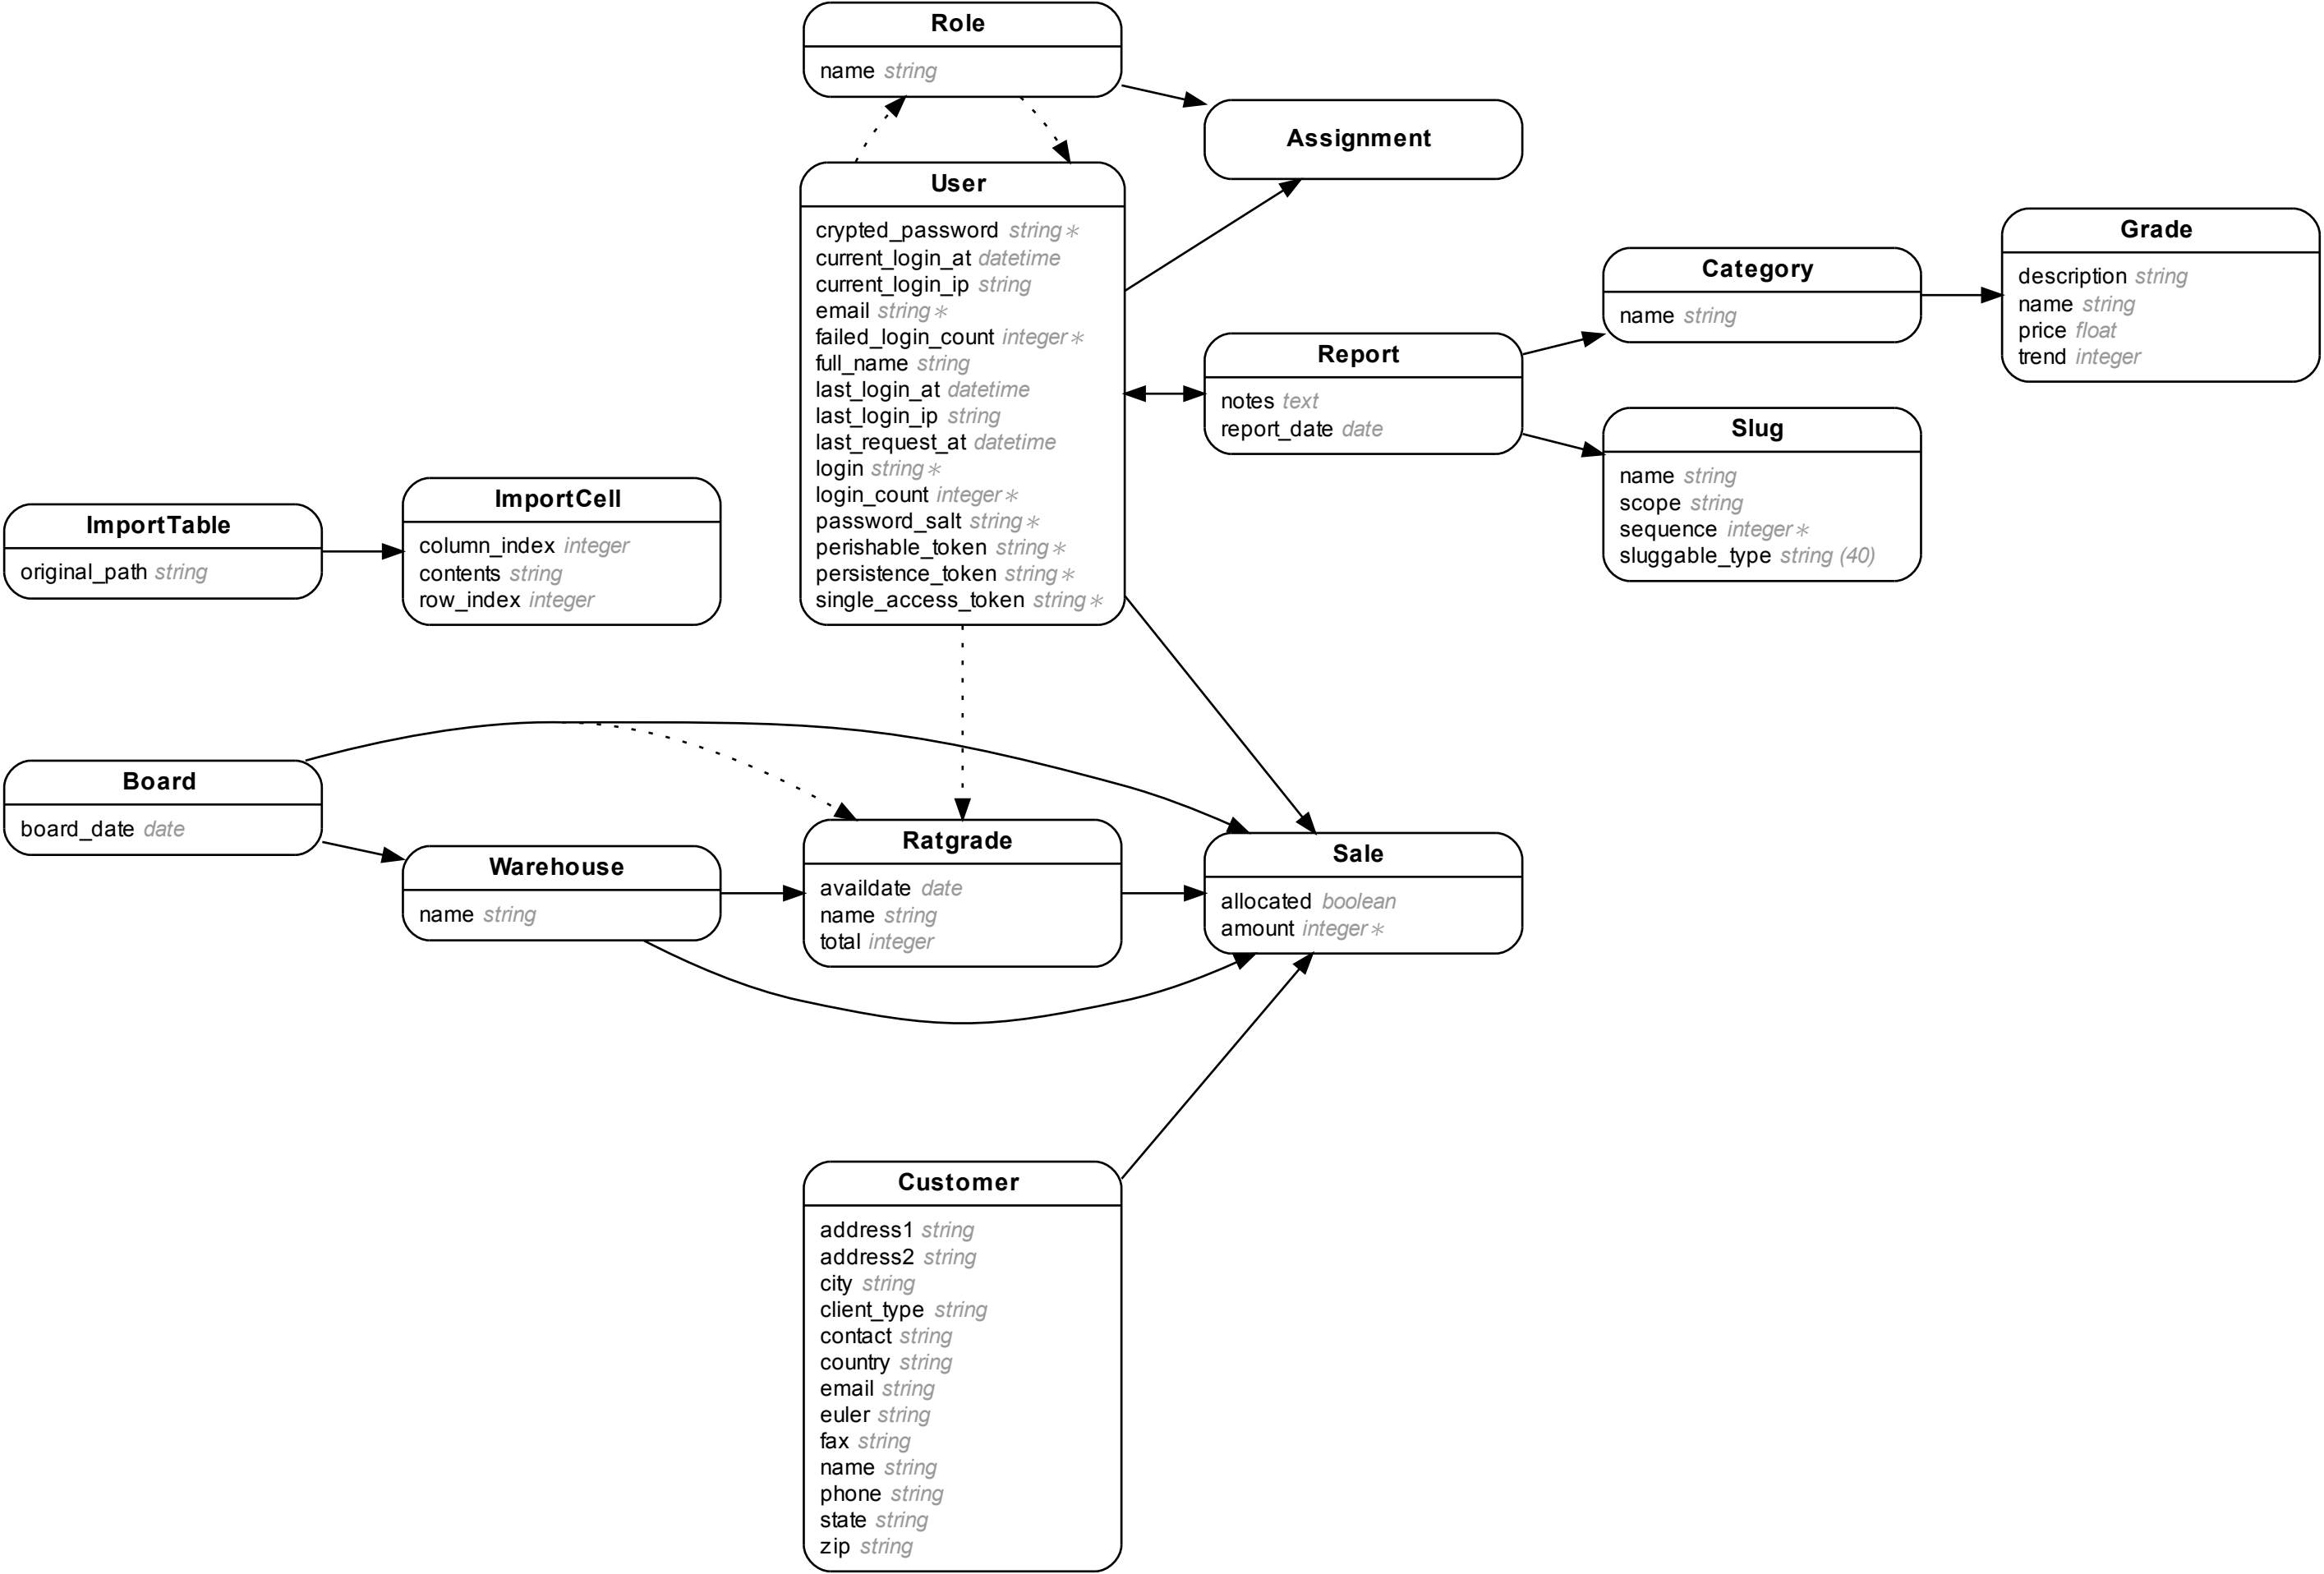 Role
name string
Assignment
User
crypted_password string *
current_login_at datetime
current_login_ip string
email string *
failed_login_count integer *
full_name string
last_login_at datetime
last_login_ip string
last_request_at datetime
login string *
login_count integer *
password_salt string *
perishable_token string *
persistence_token string *
single_access_token string *
Report
notes text
report_date date
Category
name string
Grade
description string
name string
price float
trend integer
Slug
name string
scope string
sequence integer *
sluggable_type string (40)
ImportTable
original_path string
ImportCell
column_index integer
contents string
row_index integer
Board
board_date date
Warehouse
name string
Ratgrade
availdate date
name string
total integer
Sale
allocated boolean
amount integer *
Customer
address1 string
address2 string
city string
client_type string
contact string
country string
email string
euler string
fax string
name string
phone string
state string
zip string